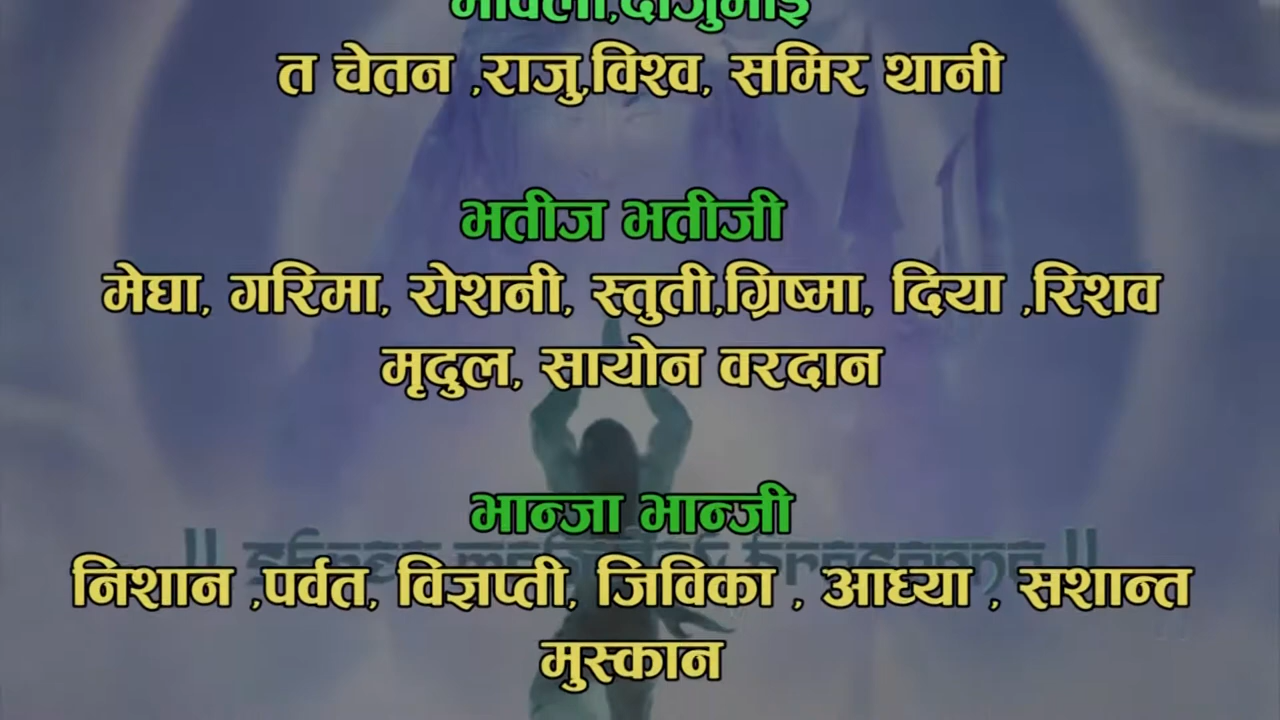 दाजुभाइ
त चेतन ,राजु,विश्व, समिर थानी
भतीज भतीजी
मेघा, गरिमा, रोशनी, स्तुती,ग्रिष्मा, दिया ,रिशव
मृदुल, सायोन वरदान
भान्जा भान्जी
निशान ,पर्वत, विज्ञप्ती, जिविका , आध्या , सशान्त
मुस्कान